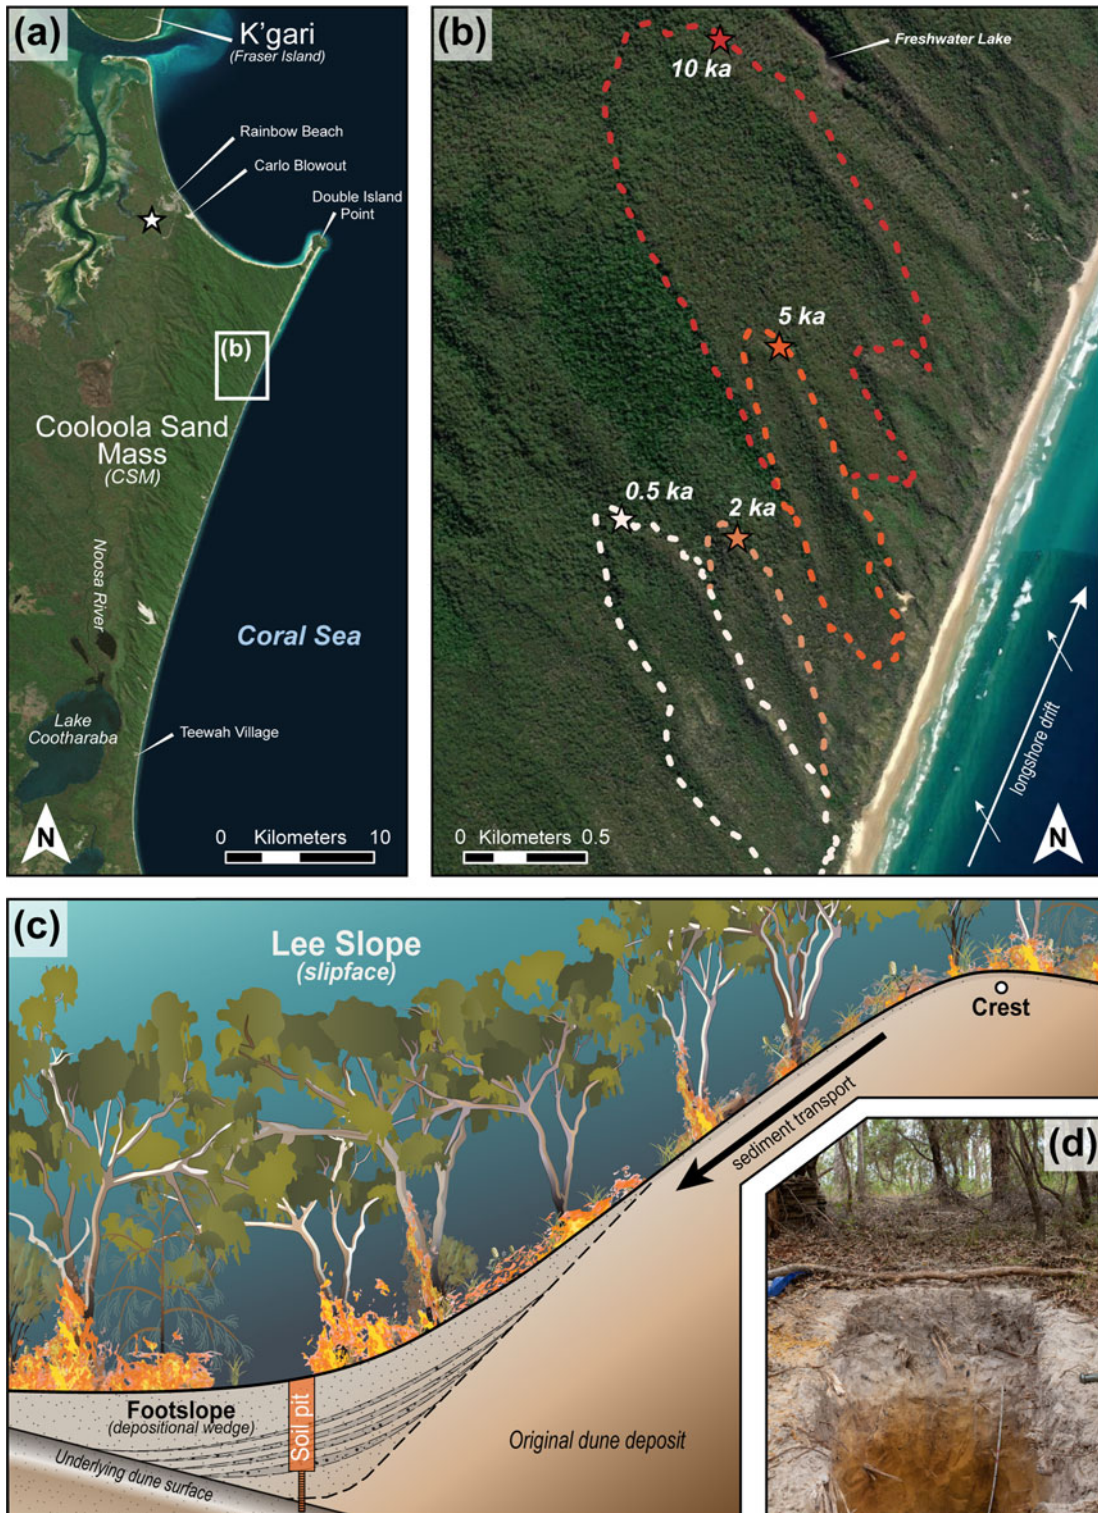 (a)
K'gari
(Fraser Island)
Rainbow Beach
Carlo Blowout
Double Island
Point
(b)
Cooloola Sand
Mass
(CSM)
Noosa River
Coral Sea
Lake
Cootharaba
Teewah Village
N
0 Kilometers 10
(b)
Freshwater Lake
10 ka
5 ka
0.5 ka
2 ka
longshore drift
0 Kilometers 0.5
N
(c)
Lee Slope
(slipface)
Crest
sediment transport
Footslope
(depositional wedge)
Soil pit
Underlying dune surface
Original dune deposit
(d)